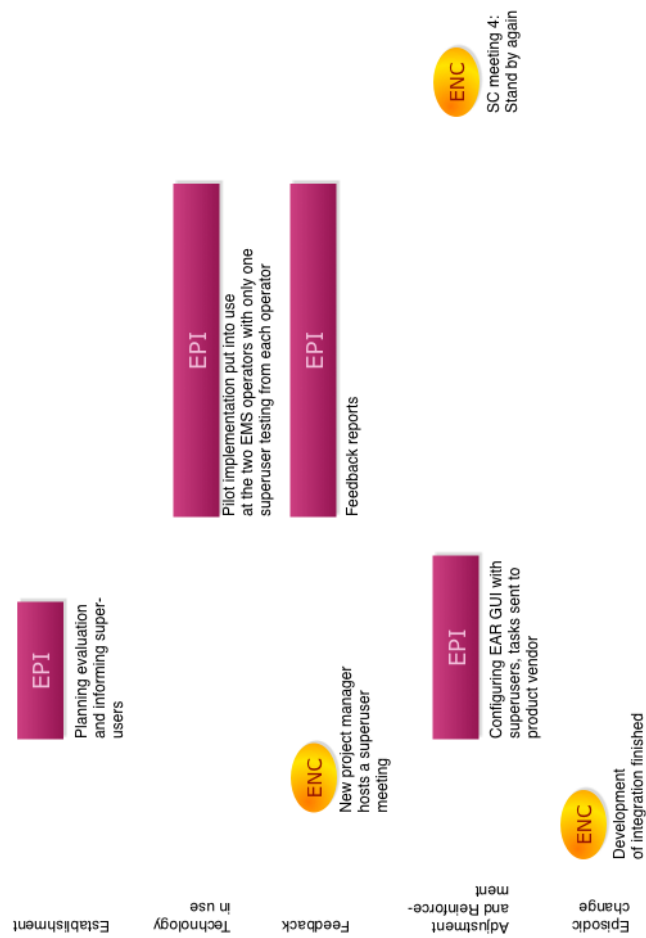 Establishment
EPI
Planning evaluation
and informing super-
users
Technology
in use
EPI
Pilot implementation put into use
at the two EMS operators with only one
superuser testing from each operator
Feedback
ENC
New project manager
hosts a superuser
meeting
EPI
Feedback reports
Adjustment
and Reinforce-
ment
EPI
Configuring EAR GUI with
superusers, tasks sent to
product vendor
ENC
SC meeting 4:
Stand by again
Episodic
change
ENC
Development
of integration finished